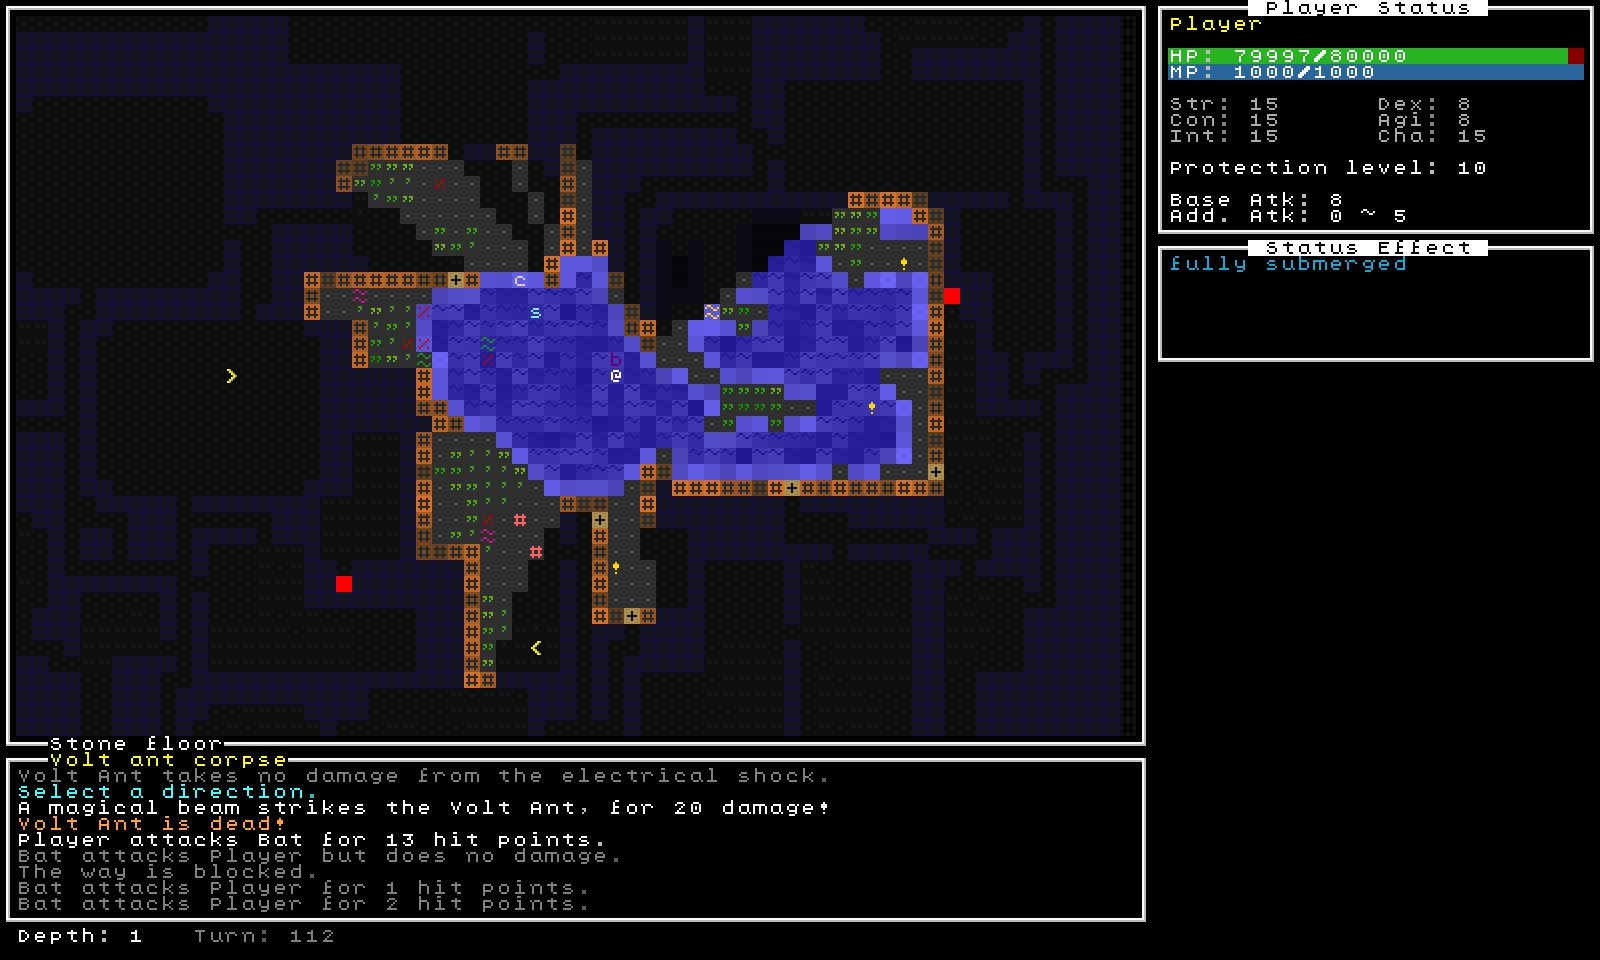 Player Status
Player
HP: 79997/80000
MP: 1000/1000
Str: 15 Dex: 8
Con: 15 Agi: 8
Int: 15 Cha: 15
Protection level: 10
Base Atk: 8
Add. Atk: 0 ~ 5
Status Effect
fully submerged
Stone floor
Volt ant corpse
Volt Ant takes no damage from the electrical shock.
Select a direction.
A magical beam strikes the Volt Ant, for 20 damage!
Volt Ant is dead!
Player attacks Bat for 13 hit points.
Bat attacks Player but does no damage.
The way is blocked.
Bat attacks Player for 1 hit points.
Bat attacks Player for 2 hit points.
Depth: 1 Turn: 112